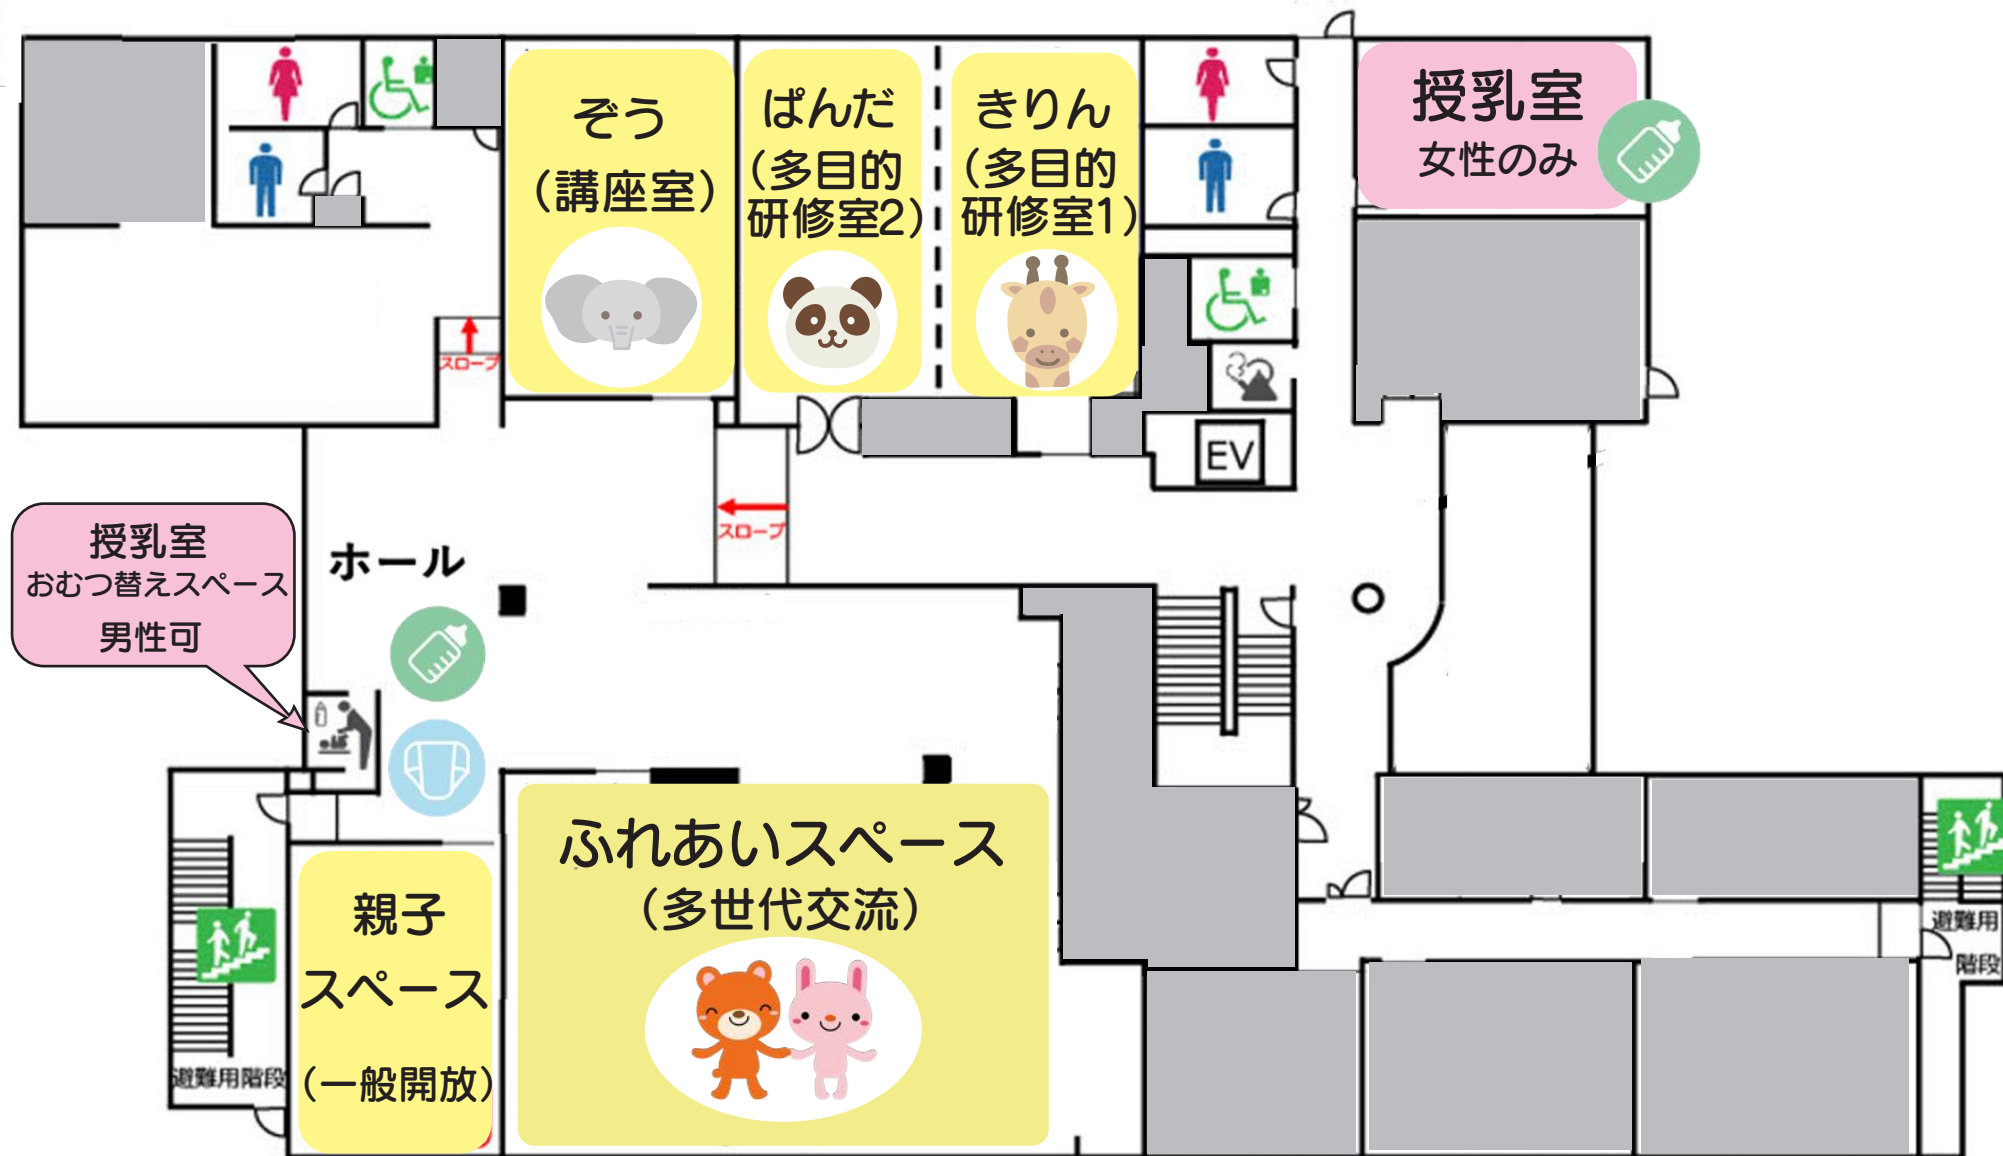 ぞう
(講座室)
ぱんだ
(多目的
研修室2)
きりん
(多目的
研修室1)
授乳室
女性のみ
スロープ
EV
スロープ
授乳室
おむつ替えスペース
男性可
ホール
ふれあいスペース
(多世代交流)
親子
スペース
(一般開放)
避難用階段
避難用
階段